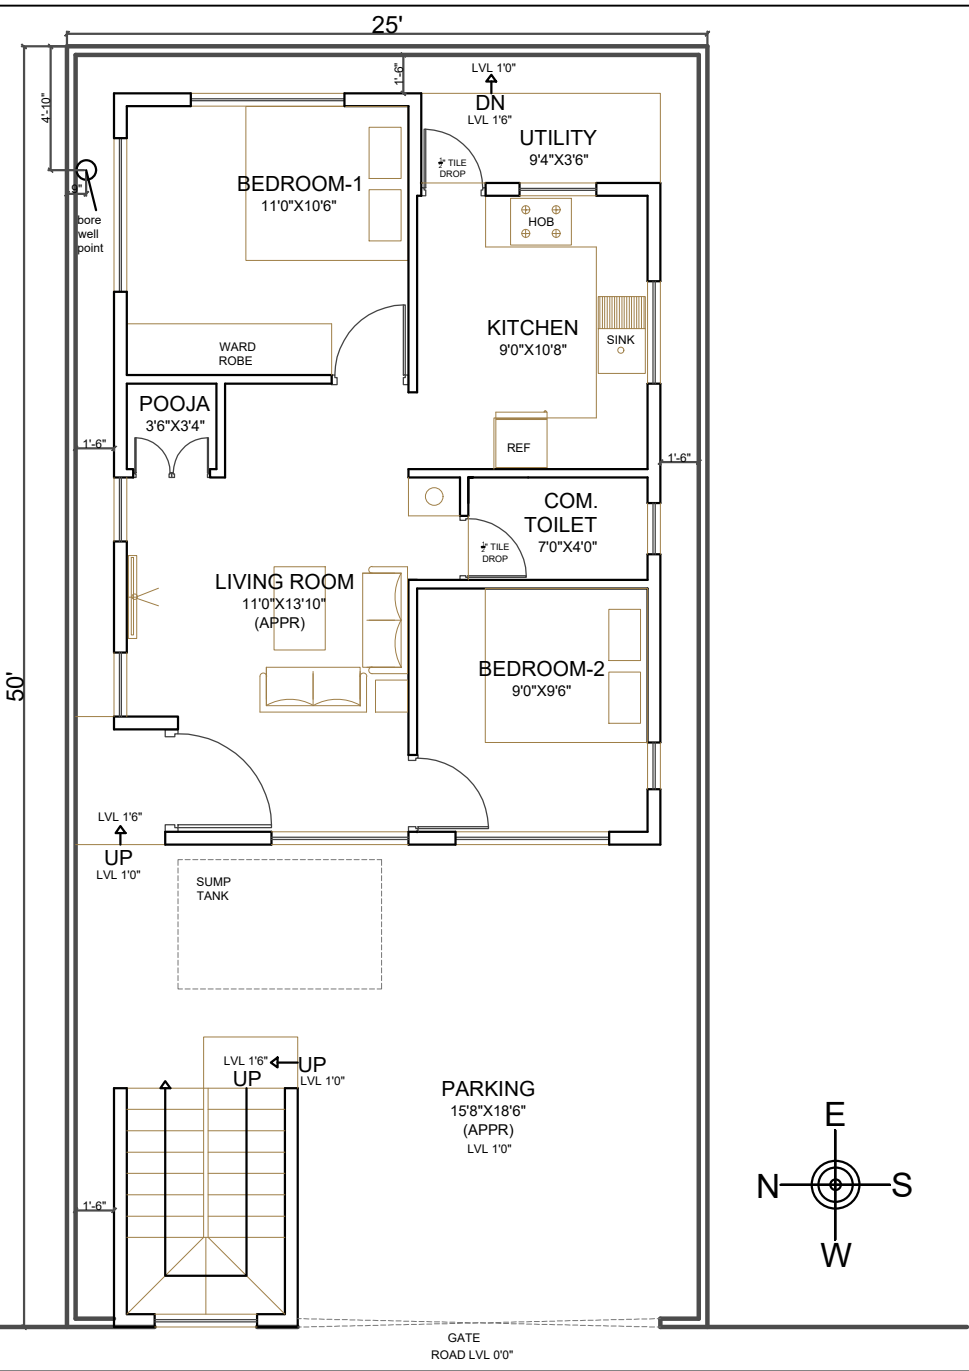 25'
1'-6"
LVL 1'0"
DN
LVL 1'6"
4'-10"
UTILITY
9'4"X3'6"
½" TILE
DROP
BEDROOM-1
11'0"X10'6"
bore
well
point
HOB
KITCHEN
9'0"X10'8"
SINK
WARD
ROBE
POOJA
3'6"X3'4"
1'-6"
REF
1'-6"
COM.
TOILET
7'0"X4'0"
½" TILE
DROP
LIVING ROOM
11'0"X13'10"
(APPR)
BEDROOM-2
9'0"X9'6"
50'
LVL 1'6"
UP
LVL 1'0"
SUMP
TANK
LVL 1'6"
UP
LVL 1'0"
UP
PARKING
15'8"X18'6"
(APPR)
LVL 1'0"
1'-6"
E
N
S
W
GATE
ROAD LVL 0'0"